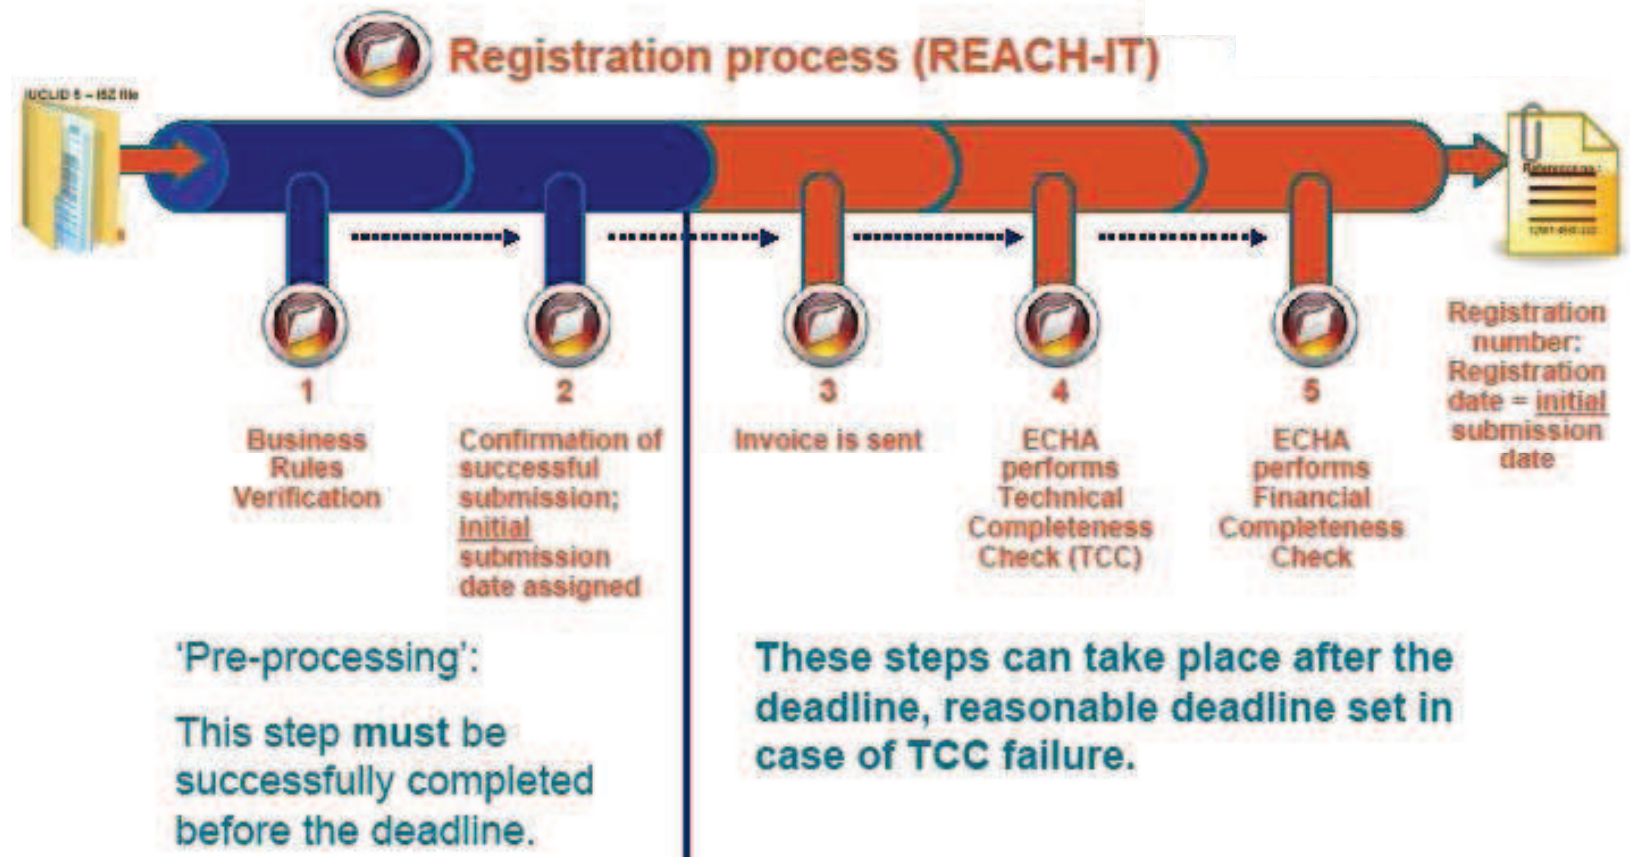 Registration process (REACH-IT)
IUCLID 5 – I5Z file
1
Business
Rules
Verification
2
Confirmation of
successful
submission;
initial
submission
date assigned
3
Invoice is sent
4
ECHA
performs
Technical
Completeness
Check (TCC)
5
ECHA
performs
Financial
Completeness
Check
Reference no.:
Registration
number:
Registration
date = initial
submission
date
‘Pre-processing’:
This step must be
successfully completed
before the deadline.
These steps can take place after the
deadline, reasonable deadline set in
case of TCC failure.